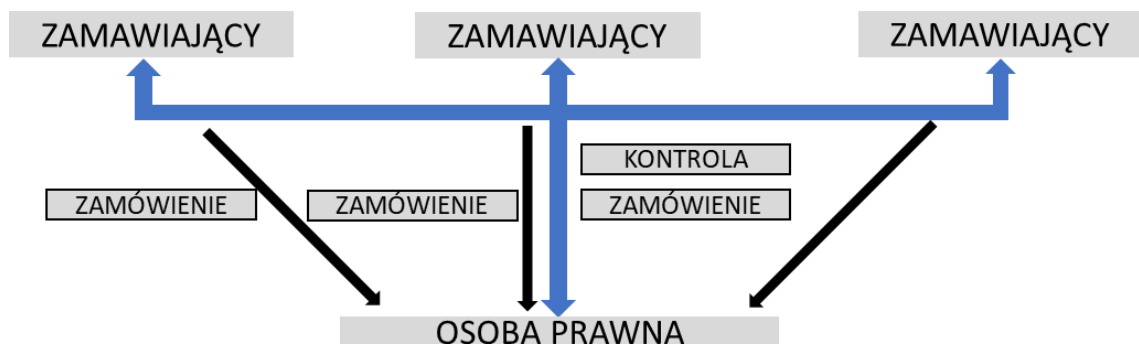 ZAMAWIAJĄCY
ZAMAWIAJĄCY
ZAMAWIAJĄCY
KONTROLA
ZAMÓWIENIE
ZAMÓWIENIE
ZAMÓWIENIE
OSOBA PRAWNA